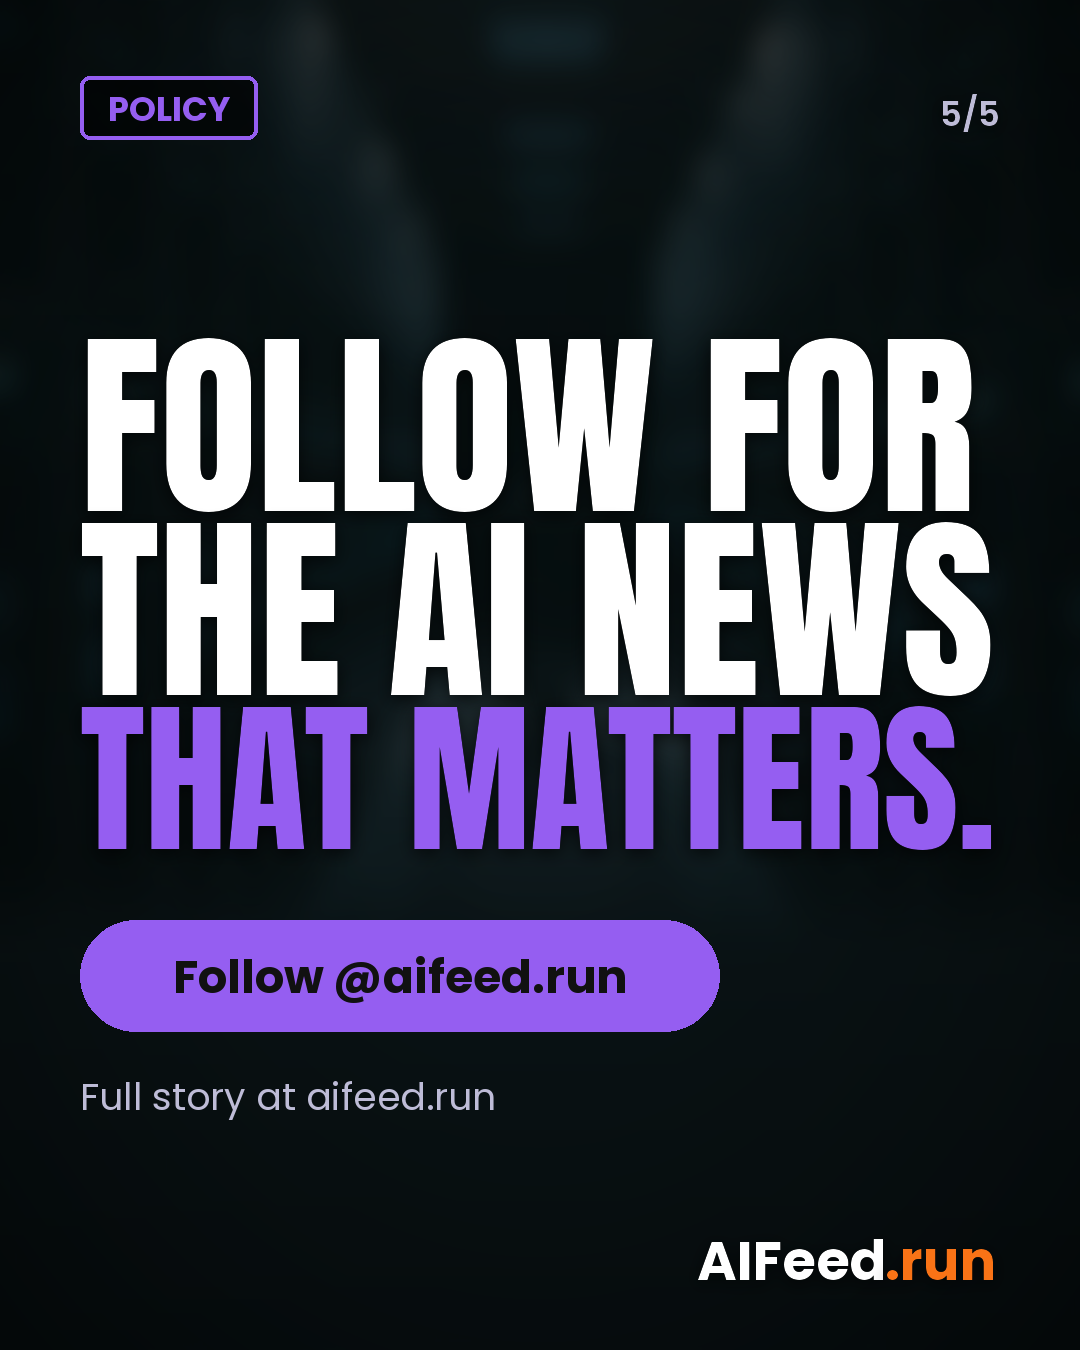 POLICY
5/5
FOLLOW FOR
THE AI NEWS
THAT MATTERS.
Follow @aifeed.run
Full story at aifeed.run
AIFeed.run